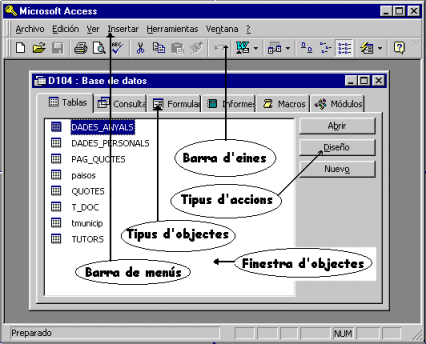 Microsoft Access
Archivo Edición Ver Insertar Herramientas Ventana ?
D104 : Base de datos
Tablas Consulta Formular Informes Macros Módulos
DADES_ANYALS
DADES_PERSONALS
PAG_QUOTES
paisos
QUOTES
T_DOC
tmunicip
TUTORS
Abrir
Diseño
Nuevo
Barra d'eines
Tipus d'accions
Tipus d'objectes
Finestra d'objectes
Barra de menús
Preparado
NUM